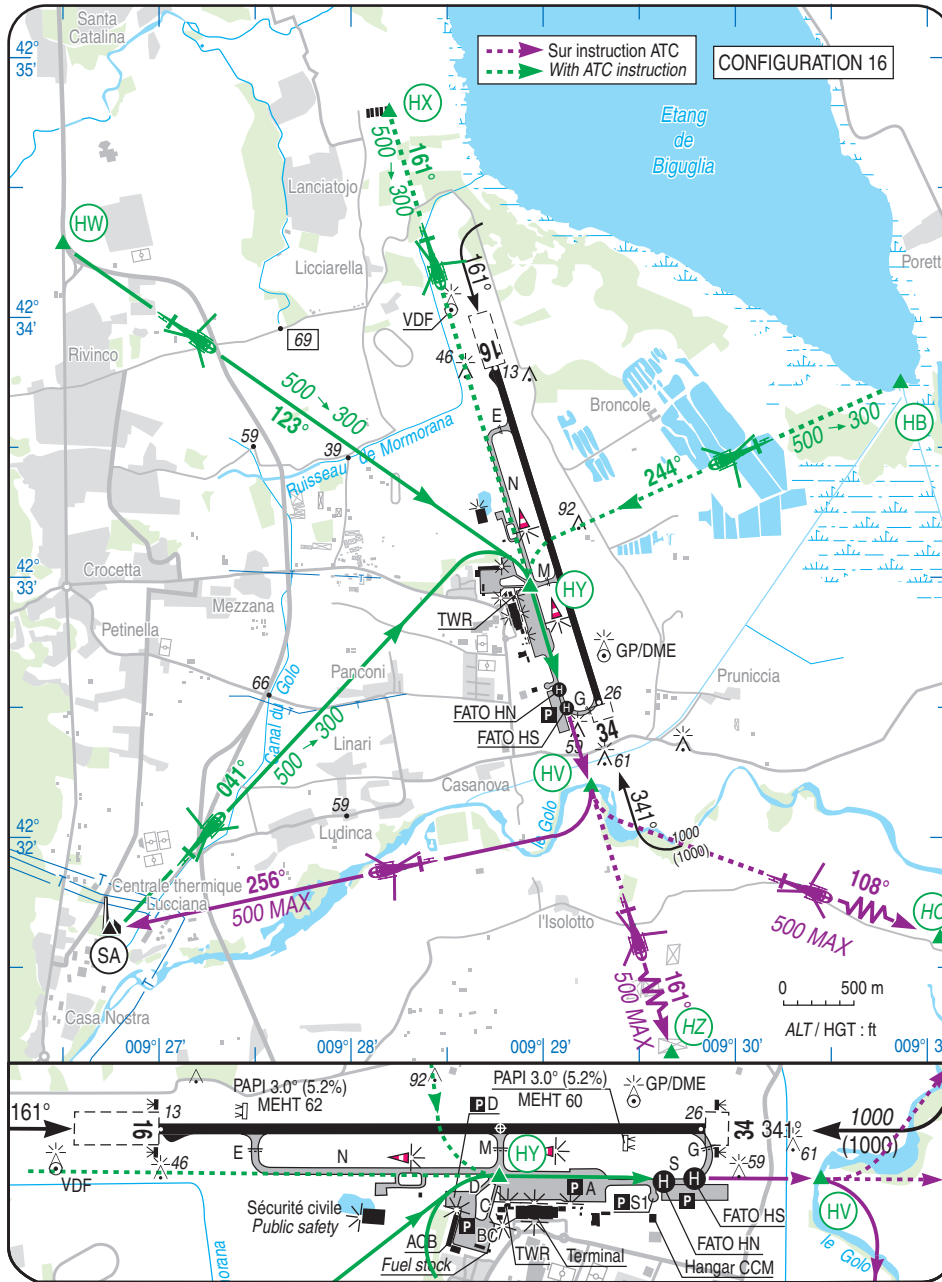 Santa
Catalina
42°
35'
Sur instruction ATC
With ATC instruction
CONFIGURATION 16
HX
Etang
de
Biguglia
161°
500 → 300
Lanciatojo
HW
Licciarella
161°
Porett
VDF
42°
34'
69
16
Rivinco
46
13
500 → 300
123°
E
Broncole
HB
500 → 300
59
39
Ruisseau de Mormorana
244°
N
92
42°
33'
Crocetta
M
HY
Mezzana
Petinella
TWR
GP/DME
Panconi
Pruniccia
66
Canal du Golo
FATO HN
H
H
G
26
P
FATO HS
34
Linari
59
61
500 → 300
041°
Casanova
HV
341°
59
Ludinca
le Golo
42°
32'
1000
(1000)
Centrale thermique
Lucciana
256°
500 MAX
108°
500 MAX
l'Isolotto
SA
161°
500 MAX
0 500 m
Casa Nostra
HZ
ALT / HGT : ft
009°27'
009°28'
009°29'
009°30'
009°3
161°
13
PAPI 3.0° (5.2%)
MEHT 62
92
P D
PAPI 3.0° (5.2%)
MEHT 60
GP/DME
26
16
34
341°
1000
(1000)
61
E
N
M
HY
G
46
VDF
D
S
59
P A
H
H
Sécurité civile
Public safety
C
P
P S1
P
FATO HS
HV
ACB
BC
FATO HN
Fuel stock
TWR
Terminal
Hangar CCM
le Golo
morana